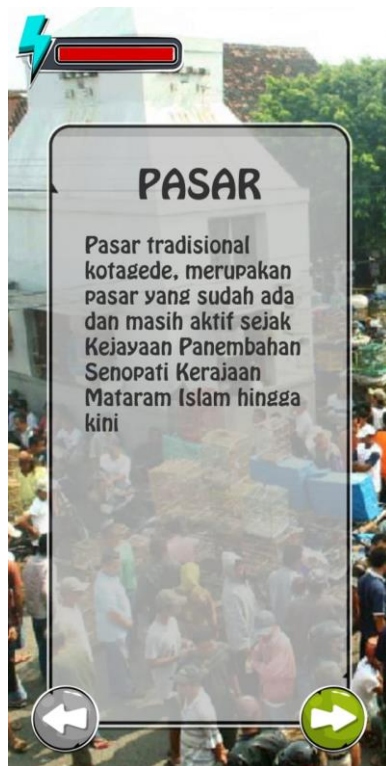 PASAR
Pasar tradisional
kotagede, merupakan
pasar yang sudah ada
dan masih aktif sejak
Kejayaan Panembahan
Senopati Kerajaan
Mataram Islam hingga
kini